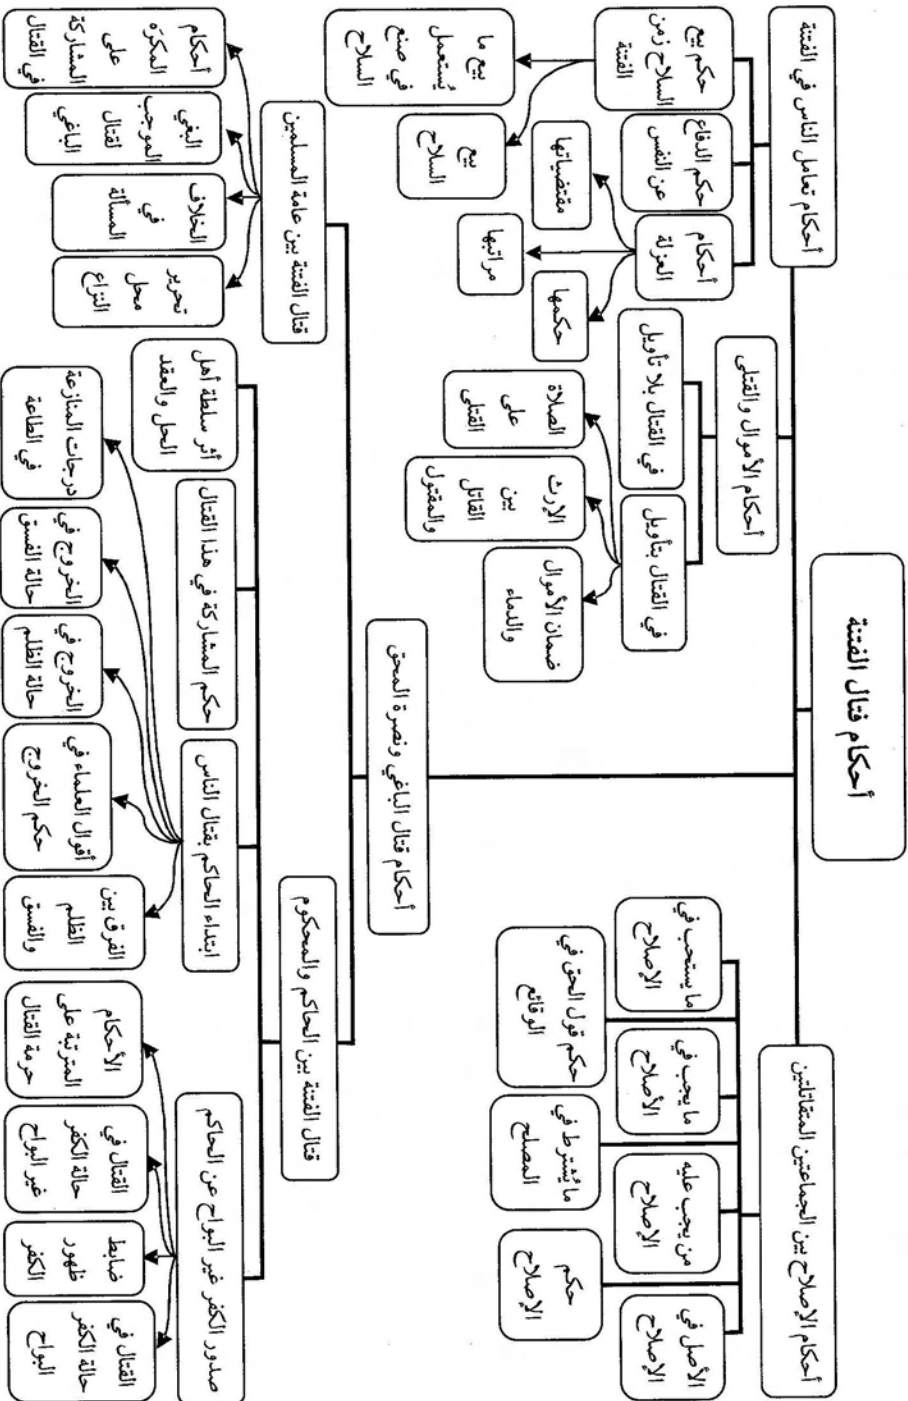 أحكام قتال الفتنة
أحكام الإصلاح بين الجماعتين المتقاتلتين
الأصل في
الإصلاح
حكم
الإصلاح
من يجب عليه
الإصلاح
ما يُشترط في
المصلح
ما يجب في
الأصلاح
حكم قول الحق في
الوقائع
ما يستحب في
الإصلاح
أحكام قتال الباغي ونصرة المحق
قتال الفتنة بين الحاكم والمحكوم
صدور الكفر غير البواح عن الحاكم
القتال في
حالة الكفر
البواح
ضابط
ظهور
الكفر
القتال في
حالة الكفر
غير البواح
الأحكام
المترتبة على
حرمة القتال
ابتداء الحاكم بقتال الناس
الفرق بين
الظلم
والفسق
أقوال العلماء في
حكم الخروج
الخروج في
حالة الظلم
الخروج في
حالة الفسق
درجات المنازعة
في الطاعة
حكم المشاركة في هذا القتال
أثر سلطة أهل
الحل والعقد
قتال الفتنة بين عامة المسلمين
تحرير
محل
النزاع
الخلاف
في
المسألة
البغي
الموجب
لقتال
الباغي
أحكام
المكرَه
على
المشاركة
في القتال
أحكام الأموال والقتلى
في القتال بتأويل
ضمان الأموال
والدماء
الإرث
بين
القاتل
والمقتول
الصلاة
على
القتلى
في القتال بلا تأويل
أحكام تعامل الناس في الفتنة
أحكام
العزلة
حكمها
مراتبها
مقتضياتها
حكم الدفاع
عن النفس
حكم بيع
السلاح زمن
الفتنة
بيع
السلاح
بيع ما
يُستعمل
في صنع
السلاح